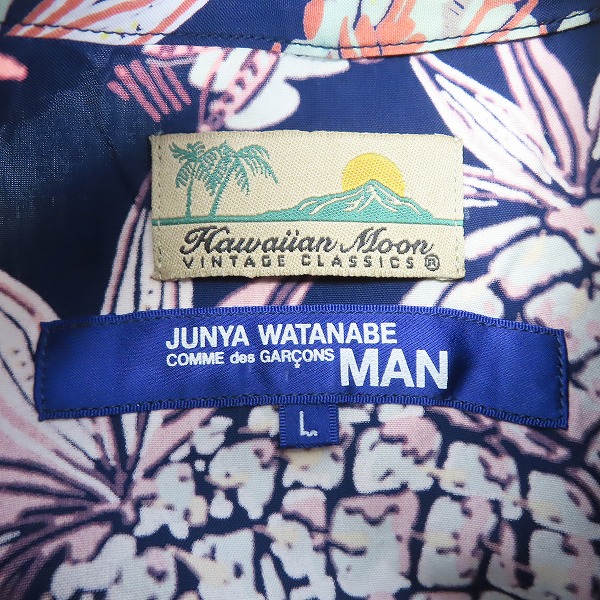 Hawaiian Moon
VINTAGE CLASSICS ®
JUNYA WATANABE
COMME des GARÇONS MAN
L